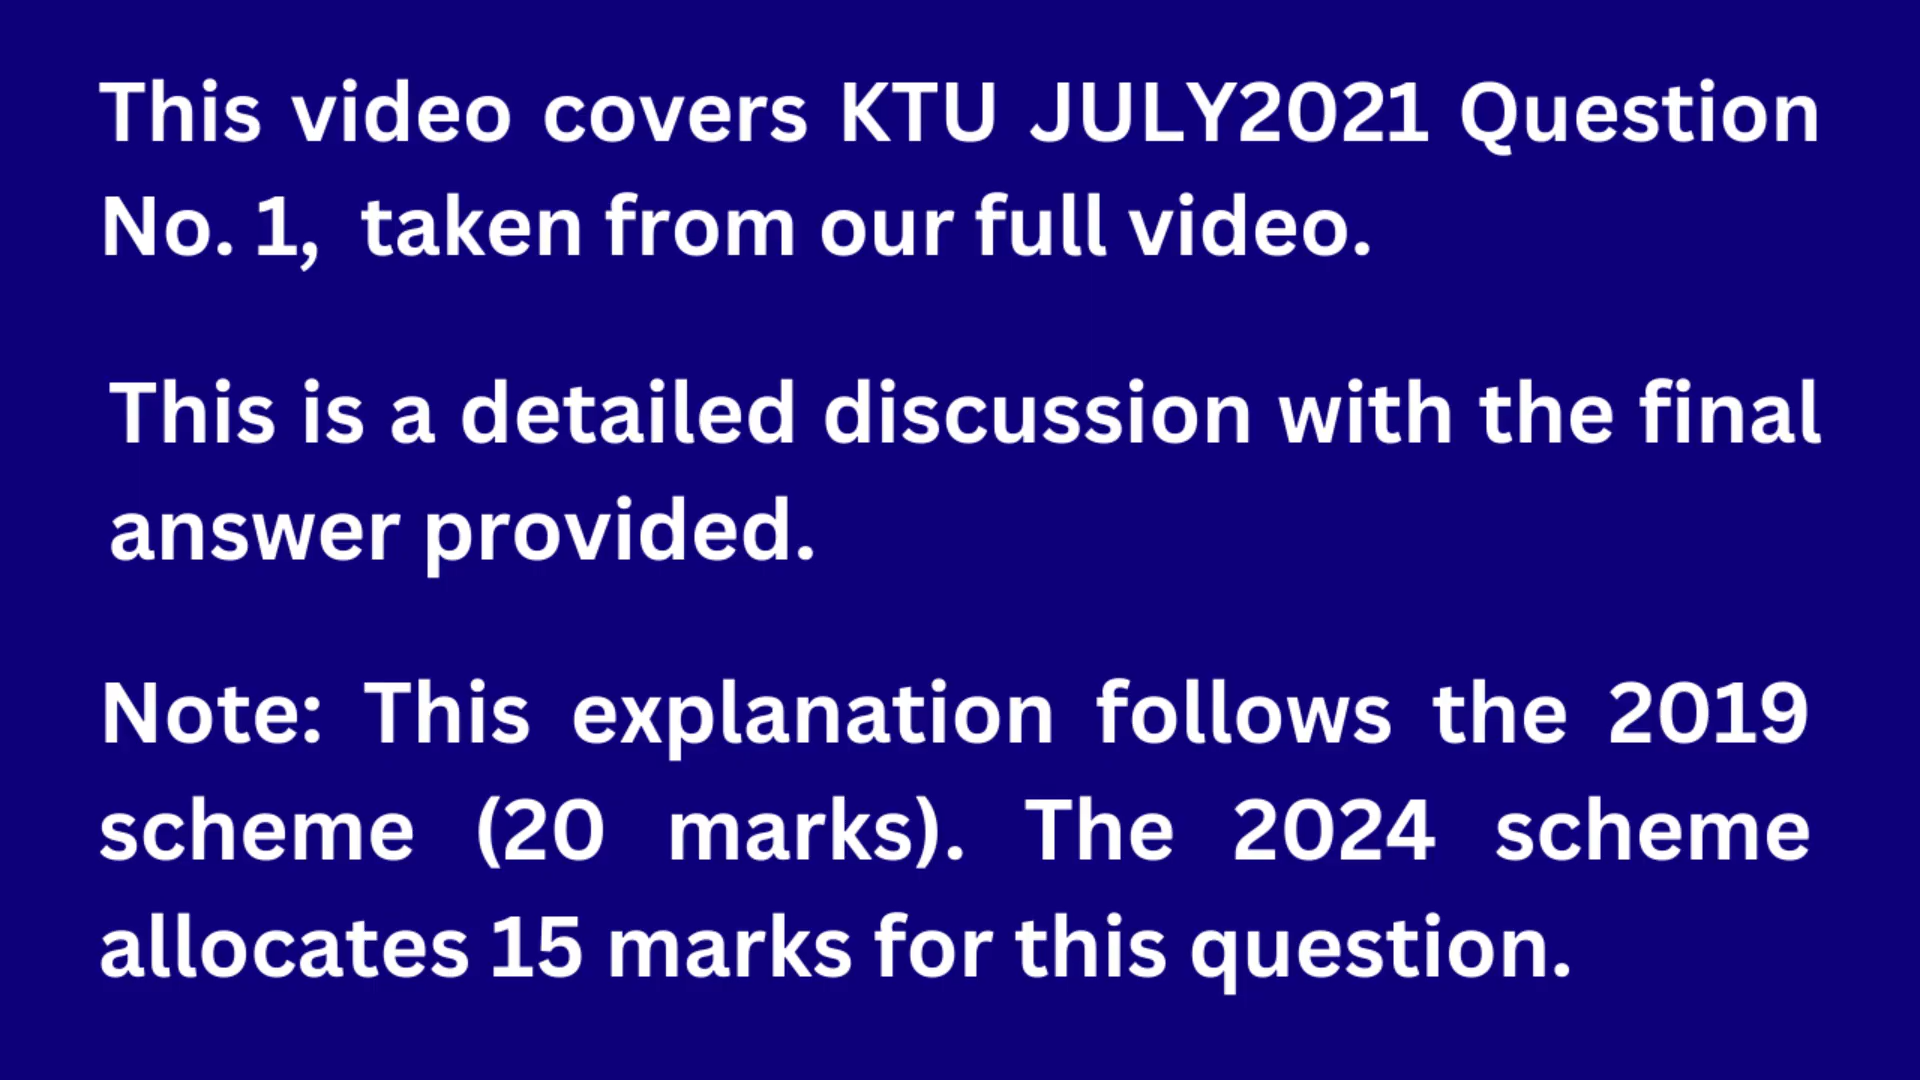 This video covers KTU JULY2021 Question
No. 1, taken from our full video.
This is a detailed discussion with the final
answer provided.
Note: This explanation follows the 2019
scheme (20 marks). The 2024 scheme
allocates 15 marks for this question.